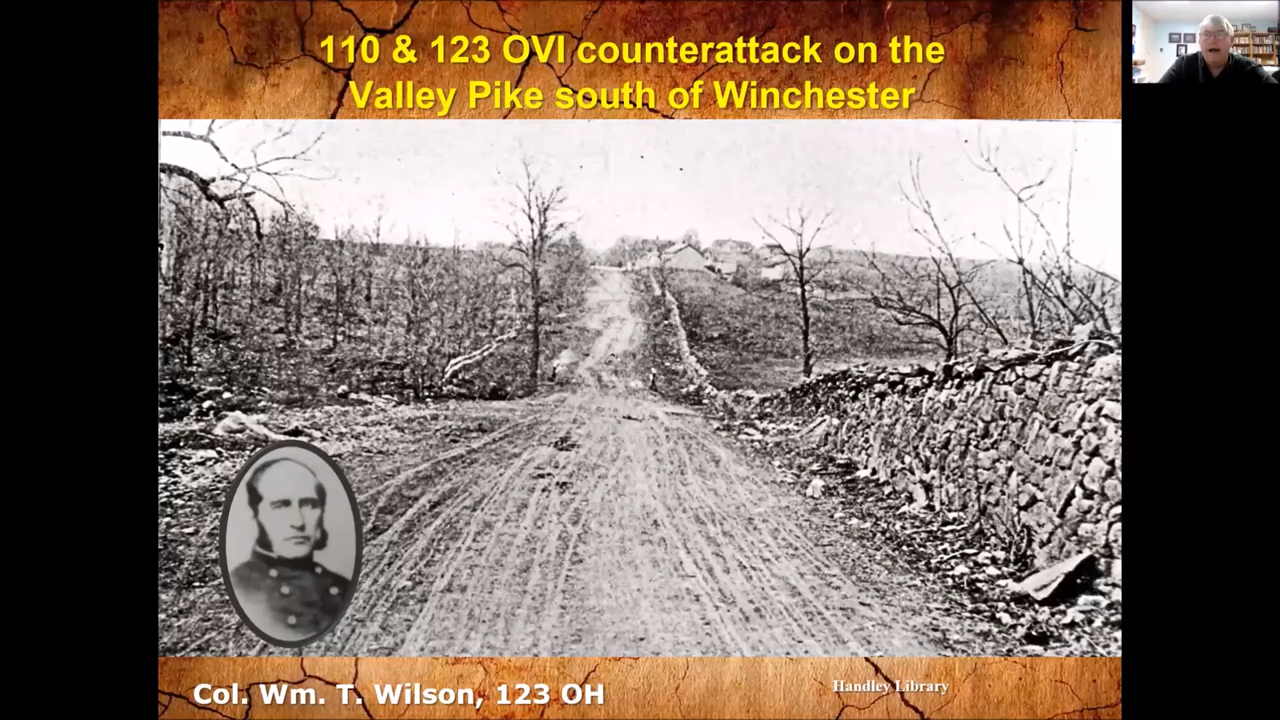 110 & 123 OVI counterattack on the
Valley Pike south of Winchester
Col. Wm. T. Wilson, 123 OH
Handley Library